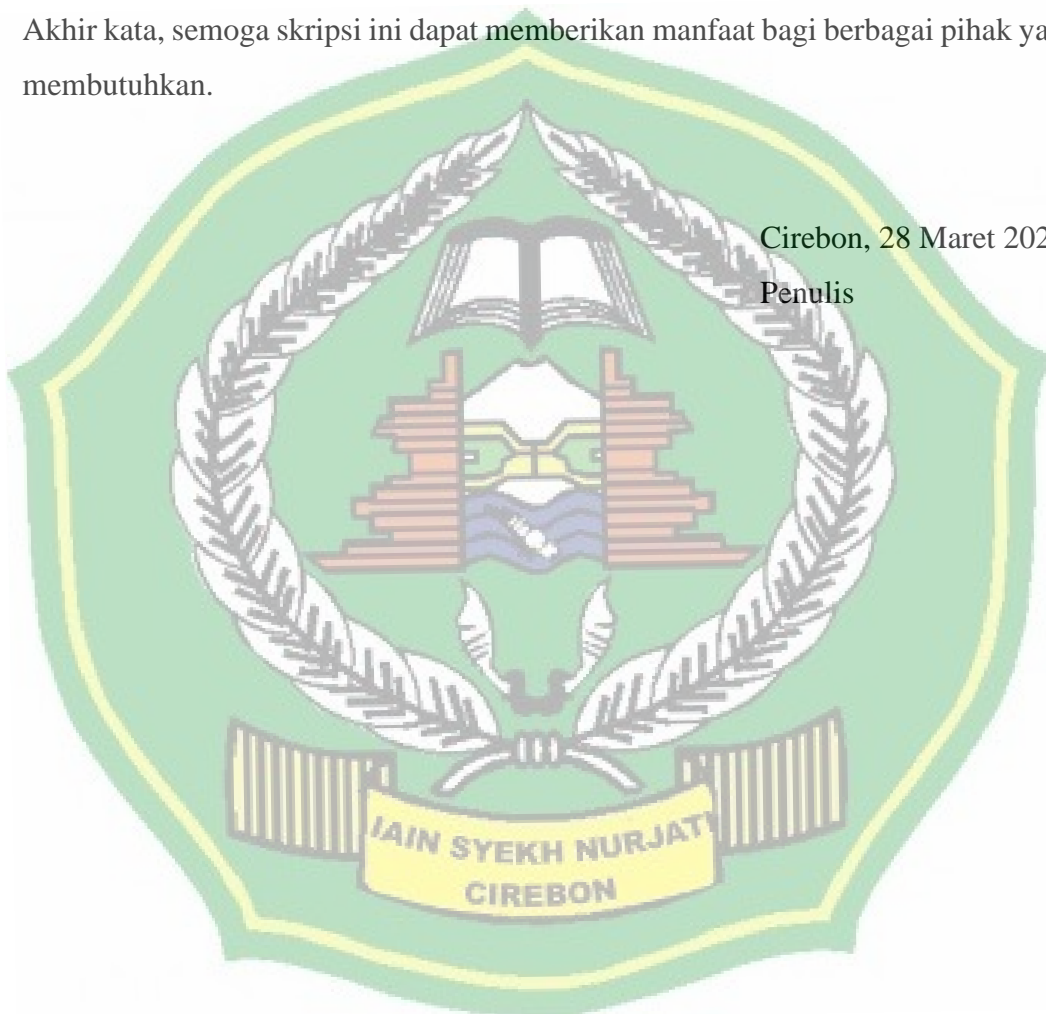 Akhir kata, semoga skripsi ini dapat memberikan manfaat bagi berbagai pihak ya
membutuhkan.
Cirebon, 28 Maret 202
Penulis
IAIN SYEKH NURJATI
CIREBON